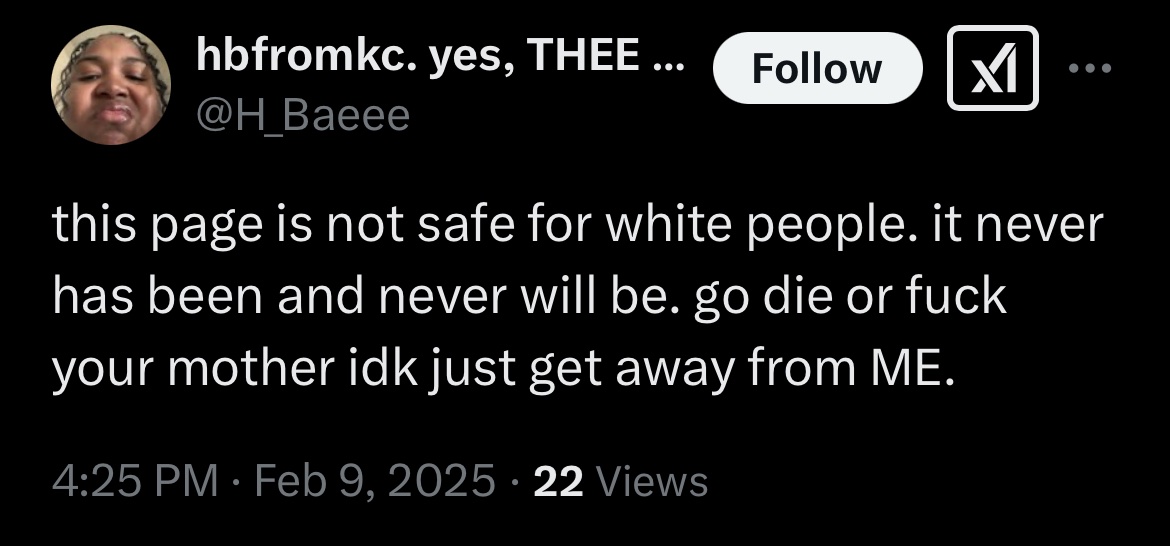 hbfromkc. yes, THEE ...
Follow
@H_Baeee
this page is not safe for white people. it never
has been and never will be. go die or fuck
your mother idk just get away from ME.
4:25 PM · Feb 9, 2025 · 22 Views